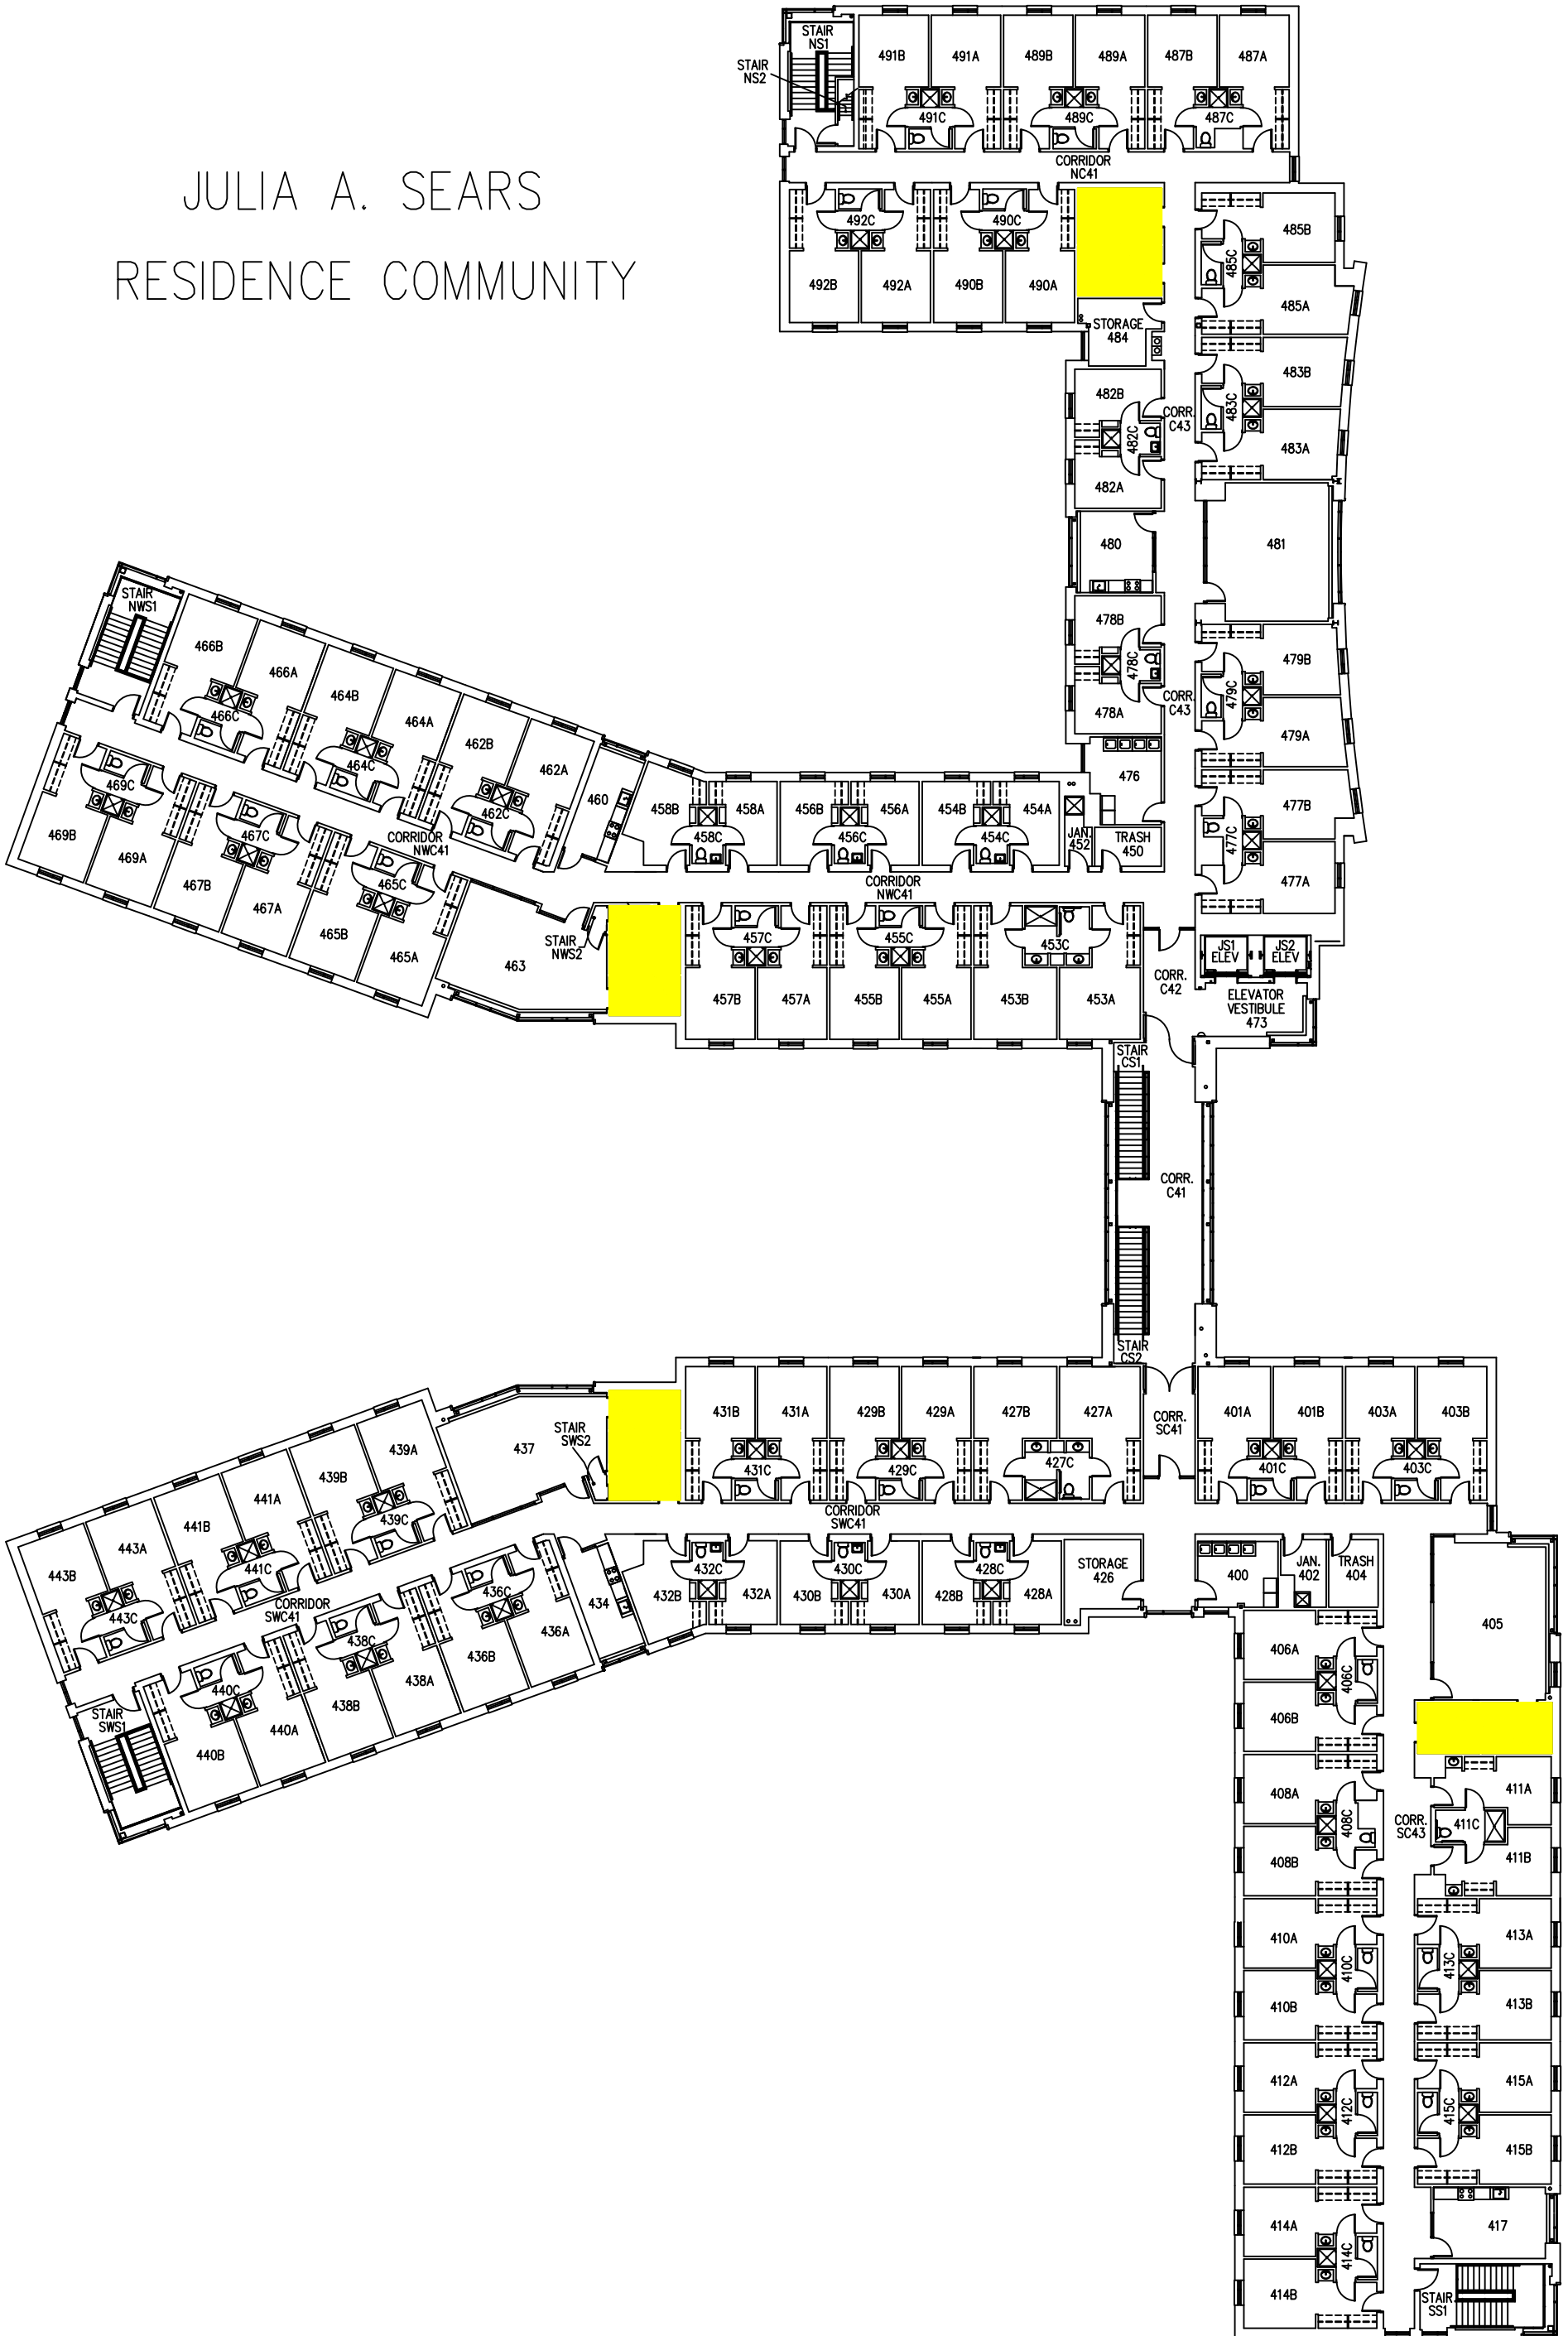 JULIA A. SEARS
RESIDENCE COMMUNITY
STAIR
NS1
STAIR
NS2
491B
491A
489B
489A
487B
487A
491C
489C
487C
CORRIDOR
NC41
492C
490C
492B
492A
490B
490A
485B
485C
485A
STORAGE
484
483B
483C
483A
482B
482C
482A
CORR.
C43
480
481
478B
478C
478A
CORR.
C43
479B
479C
479A
476
477B
477C
477A
STAIR
NWS1
466B
466A
464B
464A
462B
462A
460
466C
464C
462C
458B
458A
456B
456A
454B
454A
458C
456C
454C
JAN.
452
TRASH
450
469C
467C
465C
CORRIDOR
NWC41
469B
469A
467B
467A
465B
465A
463
STAIR
NWS2
CORRIDOR
NWC41
457C
455C
453C
457B
457A
455B
455A
453B
453A
CORR.
C42
JS1
ELEV
JS2
ELEV
ELEVATOR
VESTIBULE
473
STAIR
CS1
CORR.
C41
STAIR
CS2
431B
431A
429B
429A
427B
427A
431C
429C
427C
CORR.
SC41
401A
401B
403A
403B
401C
403C
437
STAIR
SWS2
439A
439B
441A
441B
443A
443B
439C
441C
443C
CORRIDOR
SWC41
CORRIDOR
SWC41
432C
430C
428C
432B
432A
430B
430A
428B
428A
STORAGE
426
400
JAN.
402
TRASH
404
405
434
436C
438C
440C
436A
436B
438A
438B
440A
440B
STAIR
SWS1
406A
406C
406B
408A
408C
408B
CORR.
SC43
411A
411C
411B
410A
410C
410B
413A
413C
413B
412A
412C
412B
415A
415C
415B
414A
414C
414B
417
STAIR
SS1